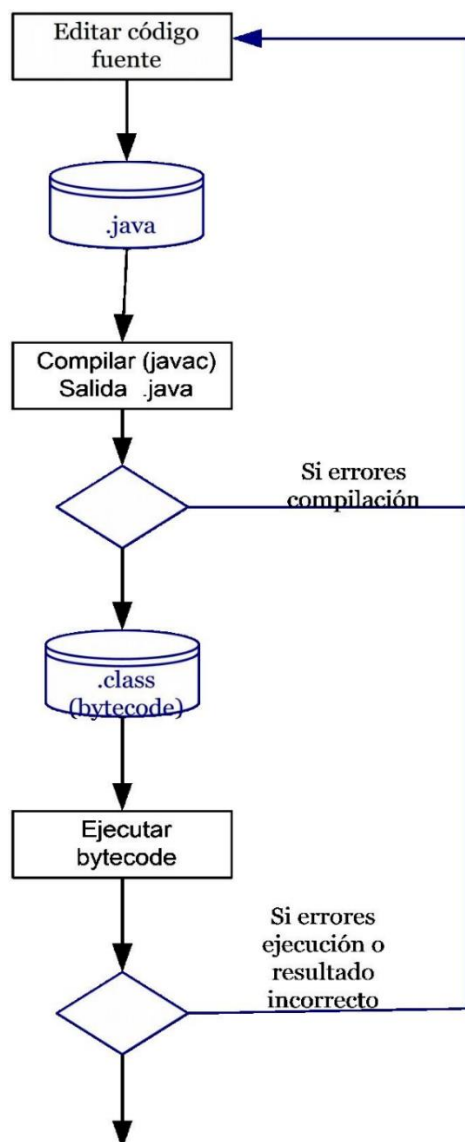 Editar código
fuente
.java
Compilar (javac)
Salida .java
Si errores
compilación
.class
(bytecode)
Ejecutar
bytecode
Si errores
ejecución o
resultado
incorrecto